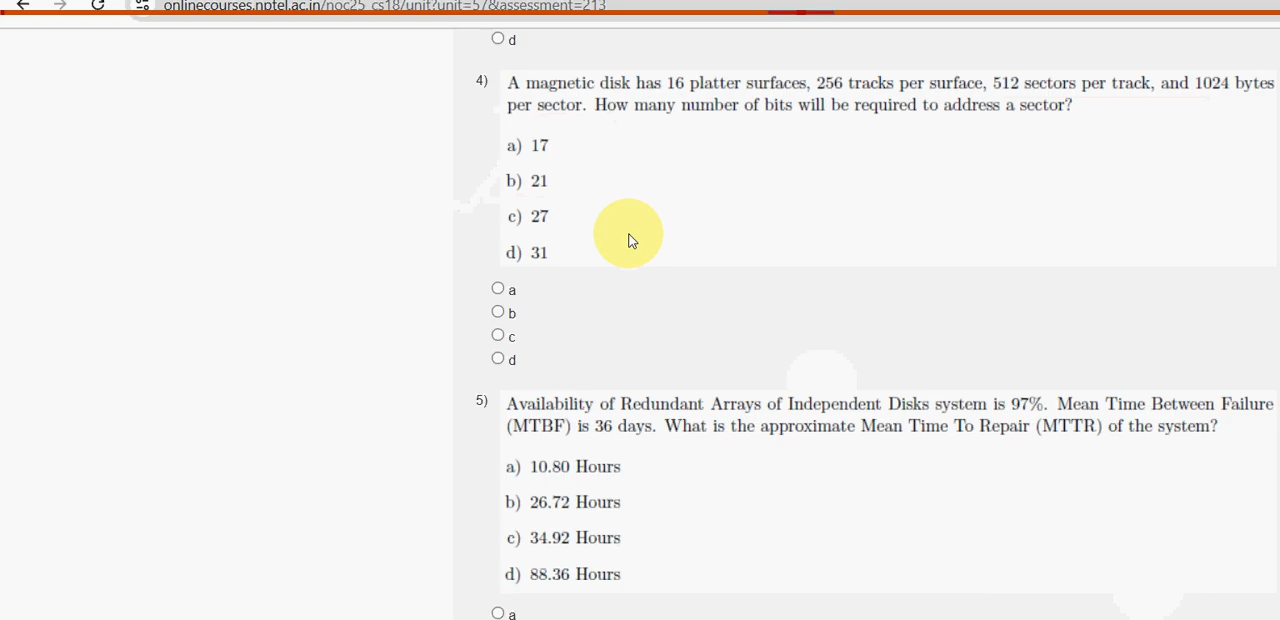 onlinecourses.nptel.ac.in/noc25_cs18/unit?unit=57&assessment=213
d
4) A magnetic disk has 16 platter surfaces, 256 tracks per surface, 512 sectors per track, and 1024 bytes
per sector. How many number of bits will be required to address a sector?
a) 17
b) 21
c) 27
d) 31
a
b
c
d
5) Availability of Redundant Arrays of Independent Disks system is 97%. Mean Time Between Failure
(MTBF) is 36 days. What is the approximate Mean Time To Repair (MTTR) of the system?
a) 10.80 Hours
b) 26.72 Hours
c) 34.92 Hours
d) 88.36 Hours
a